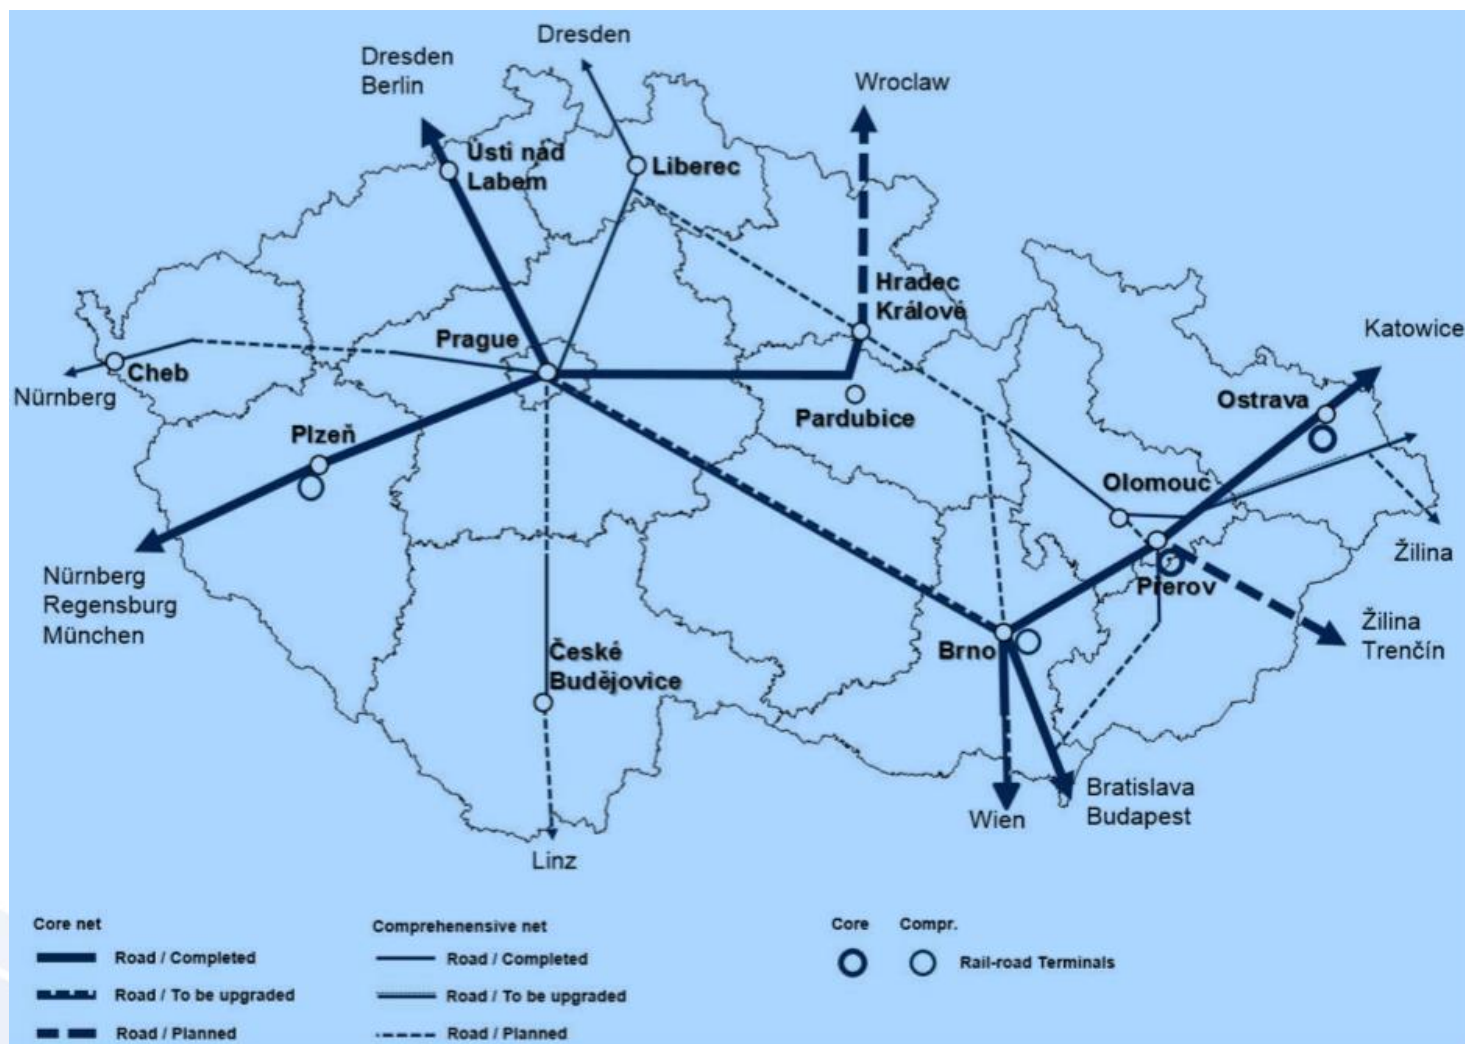 Dresden
Dresden
Berlin
Wroclaw
Ústí nád
Labem
Liberec
Hradec
Králové
Prague
Katowice
Cheb
Nürnberg
Ostrava
Pardubice
Plzeň
Olomouc
Žilina
Nürnberg
Regensburg
München
Přerov
Žilina
Trenčín
České
Budějovice
Brno
Bratislava
Budapest
Wien
Linz
Core net
Road / Completed
Road / To be upgraded
Road / Planned
Comprehenensive net
Road / Completed
Road / To be upgraded
Road / Planned
Core Compr.
Rail-road Terminals